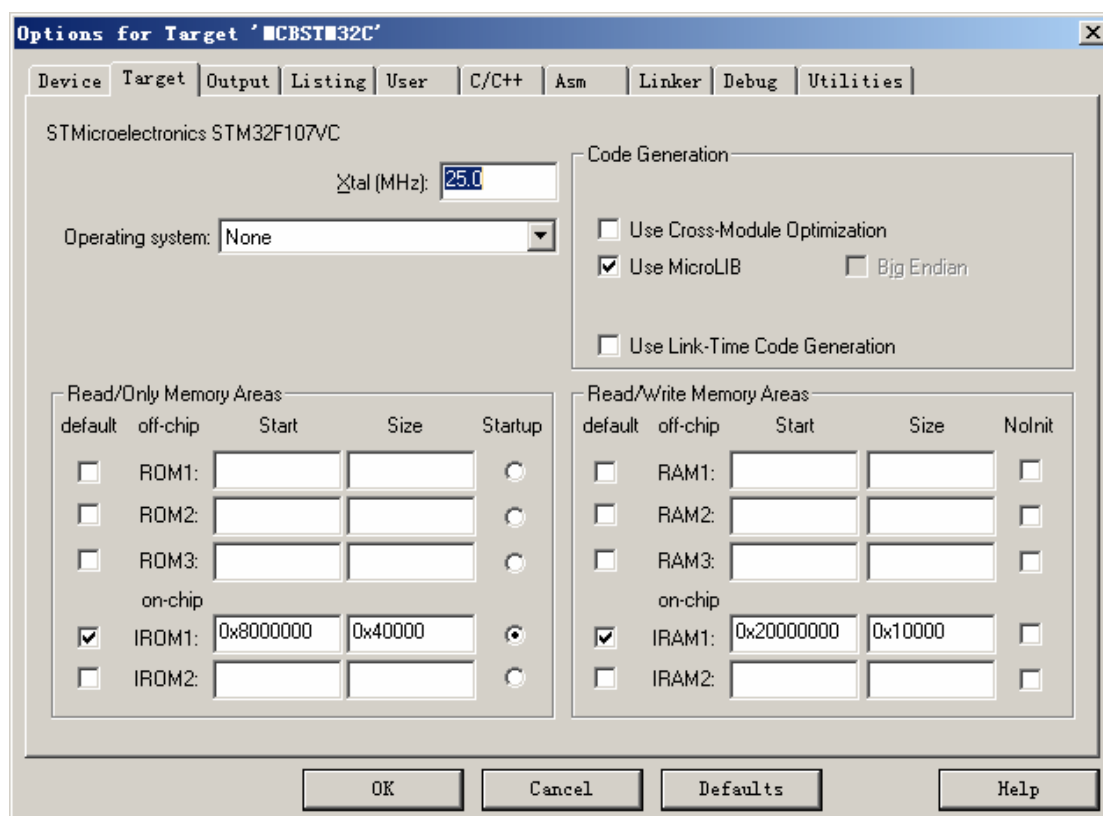 Options for Target '■CBST■32C'
Device Target Output Listing User C/C++ Asm Linker Debug Utilities
STMicroelectronics STM32F107VC
Xtal (MHz): 25.0
Operating system: None
Code Generation
Use Cross-Module Optimization
Use MicroLIB Big Endian
Use Link-Time Code Generation
Read/Only Memory Areas
default off-chip Start Size Startup
ROM1:
ROM2:
ROM3:
on-chip
IROM1: 0x8000000 0x40000
IROM2:
Read/Write Memory Areas
default off-chip Start Size NoInit
RAM1:
RAM2:
RAM3:
on-chip
IRAM1: 0x20000000 0x10000
IRAM2:
OK Cancel Defaults Help